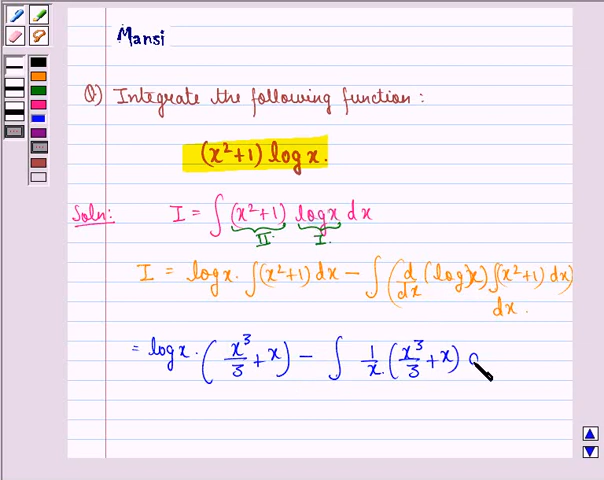 Mansi
Q) Integrate the following function :
(x²+1) log x.
Soln: I = ∫ (x²+1) log x dx
II. I.
I = log x. ∫(x²+1) dx − ∫ (d/dx (log x) ∫(x²+1) dx)
dx.
= log x. (x³/3 + x) − ∫ 1/x. (x³/3 + x)